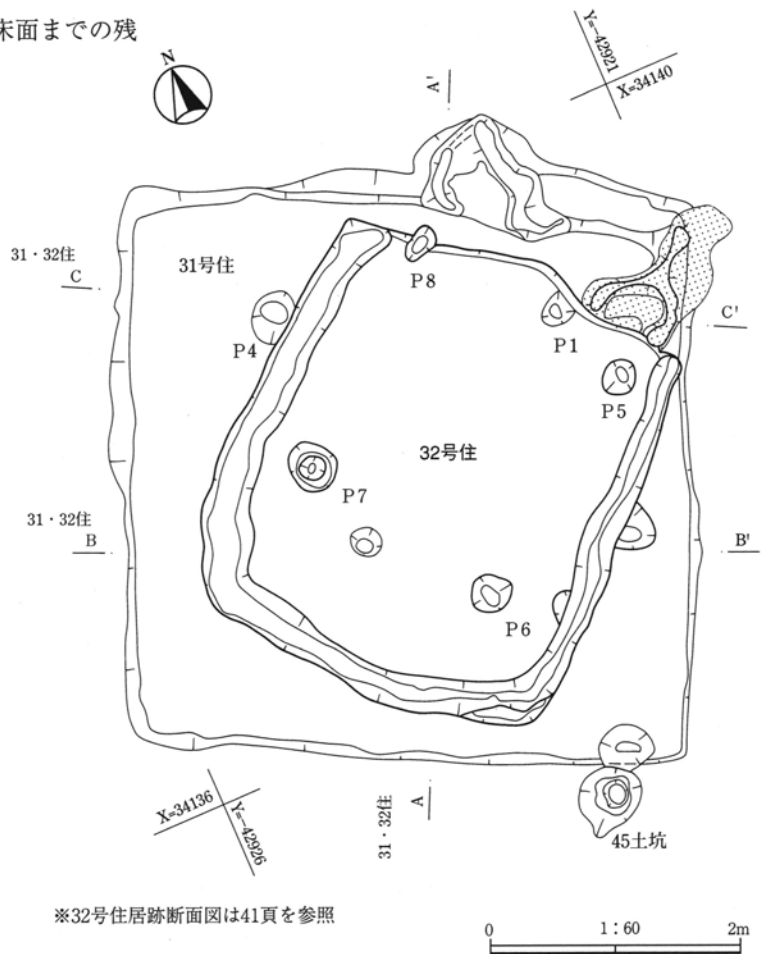 床面までの残
N
A'
Y=-42921
X=34140
31・32住
C
31号住
P8
P4
P1
C'
P5
32号住
P7
31・32住
B
B'
P6
X=34136
Y=-42926
31・32住
A
45土坑
※32号住居跡断面図は41頁を参照
0 1:60 2m